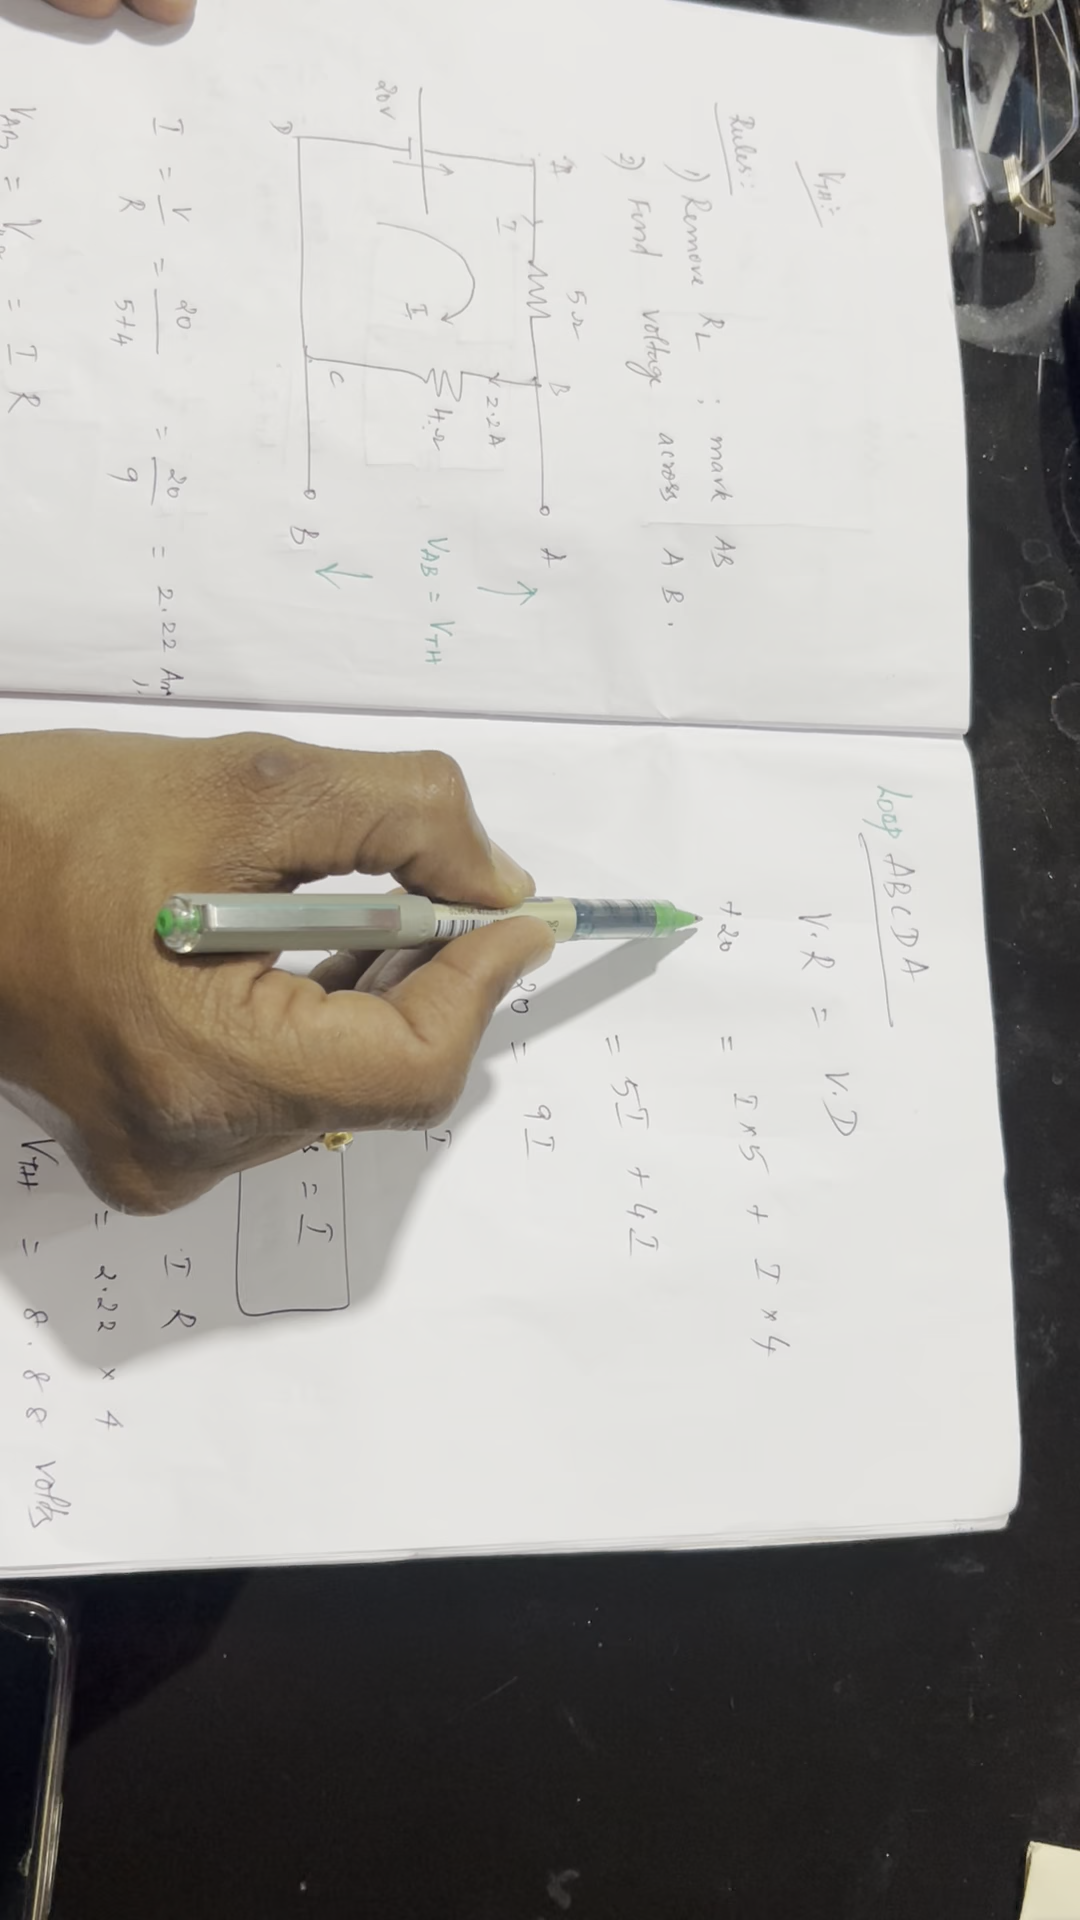 VTH:
Rules:
1) Remove RL ; mark AB
2) Find voltage across A B.
A
5Ω
B
A
I
2.2A
20V
I
4Ω
VAB = VTH
D
C
B
I = V/R = 20/5+4 = 20/9 = 2.22 Am
VAB = = I R
Loop ABCDA
V.R = V.D
+20 = I×5 + I×4
= 5I + 4I
20 = 9I
I
= I
I R
= 2.22 × 4
VTH = 8.88 volts